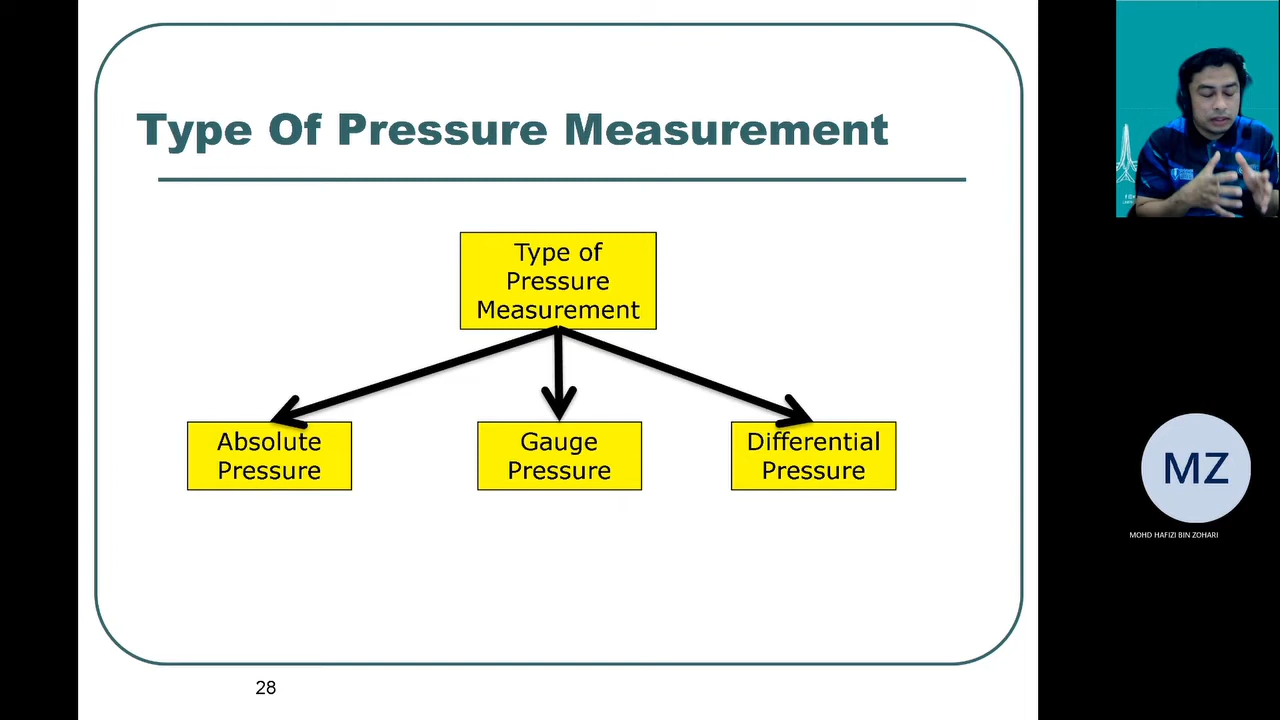 Type Of Pressure Measurement
Type of
Pressure
Measurement
Absolute
Pressure
Gauge
Pressure
Differential
Pressure
28
MZ
MOHD HAFIZI BIN ZOHARI